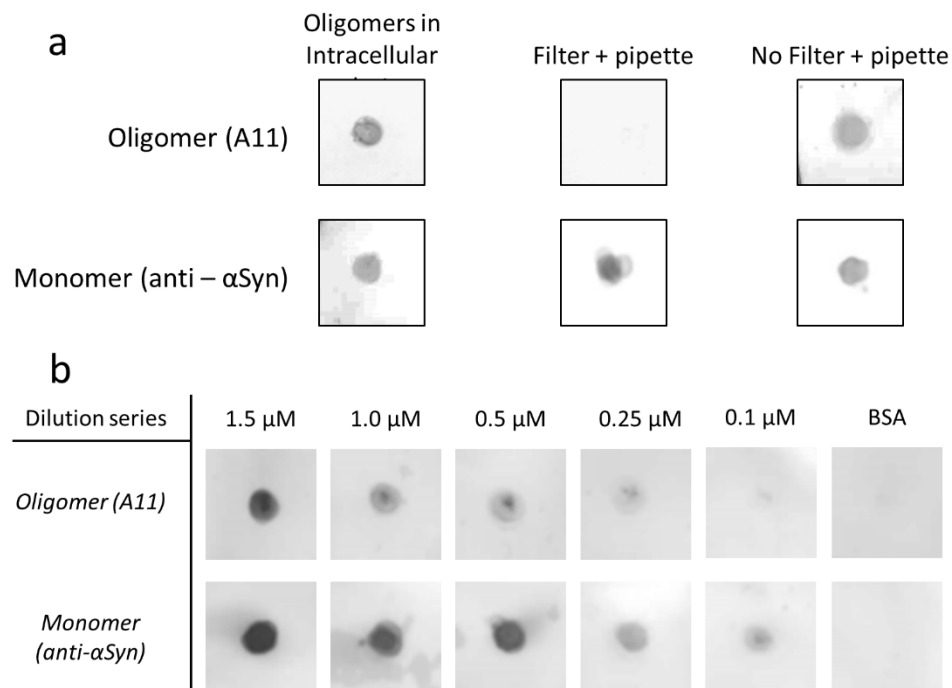 a
Oligomers in
Intracellular
Filter + pipette
No Filter + pipette
Oligomer (A11)
Monomer (anti – αSyn)
b
Dilution series
1.5 µM
1.0 µM
0.5 µM
0.25 µM
0.1 µM
BSA
Oligomer (A11)
Monomer
(anti-αSyn)